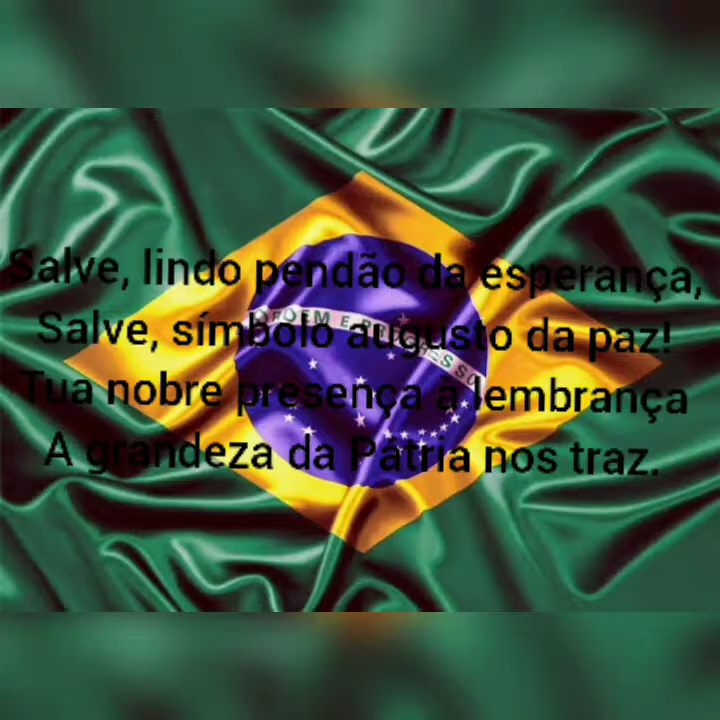 Salve, lindo pendão da esperança,
Salve, símbolo augusto da paz!
Tua nobre presença à lembrança
A grandeza da Pátria nos traz.
ORDEM E